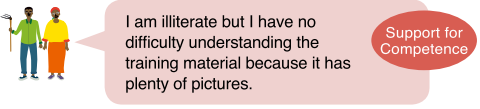 I am illiterate but I have no
difficulty understanding the
training material because it has
plenty of pictures.
Support for
Competence